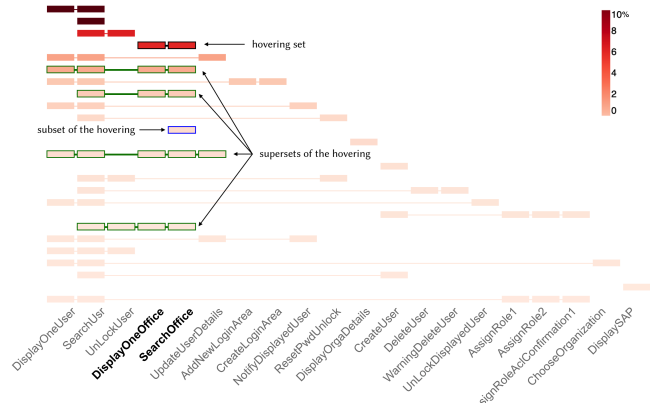 10%
8
6
4
2
0
hovering set
subset of the hovering
supersets of the hovering
DisplayOneUser
SearchUsr
UnLockUser
DisplayOneOffice
SearchOffice
UpdateUserDetails
AddNewLoginArea
CreateLoginArea
NotifyDisplayedUser
ResetPwdUnlock
DisplayOrgaDetails
CreateUser
DeleteUser
WarningDeleteUser
UnLockDisplayedUser
AssignRole1
AssignRole2
ssignRoleAclConfirmation1
ChooseOrganization
DisplaySAP